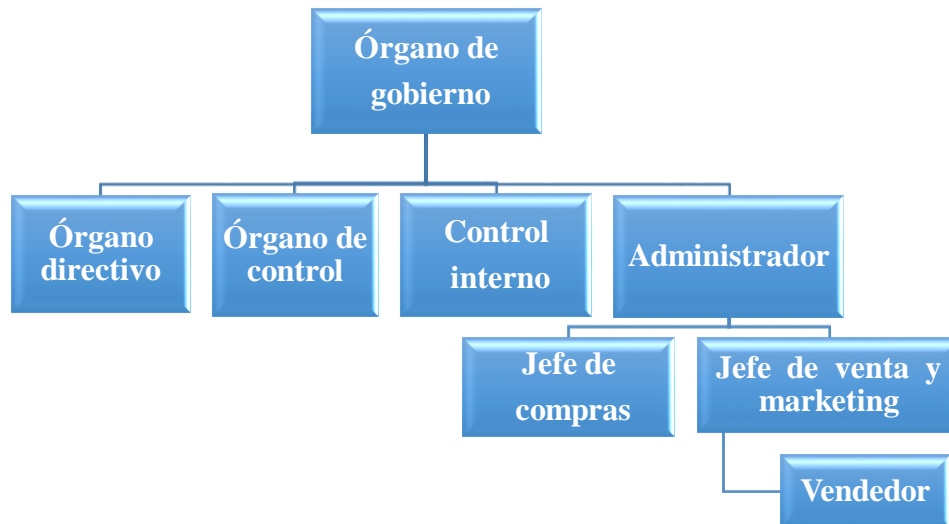 Órgano de
gobierno
Órgano
directivo
Órgano de
control
Control
interno
Administrador
Jefe de
compras
Jefe de venta y
marketing
Vendedor